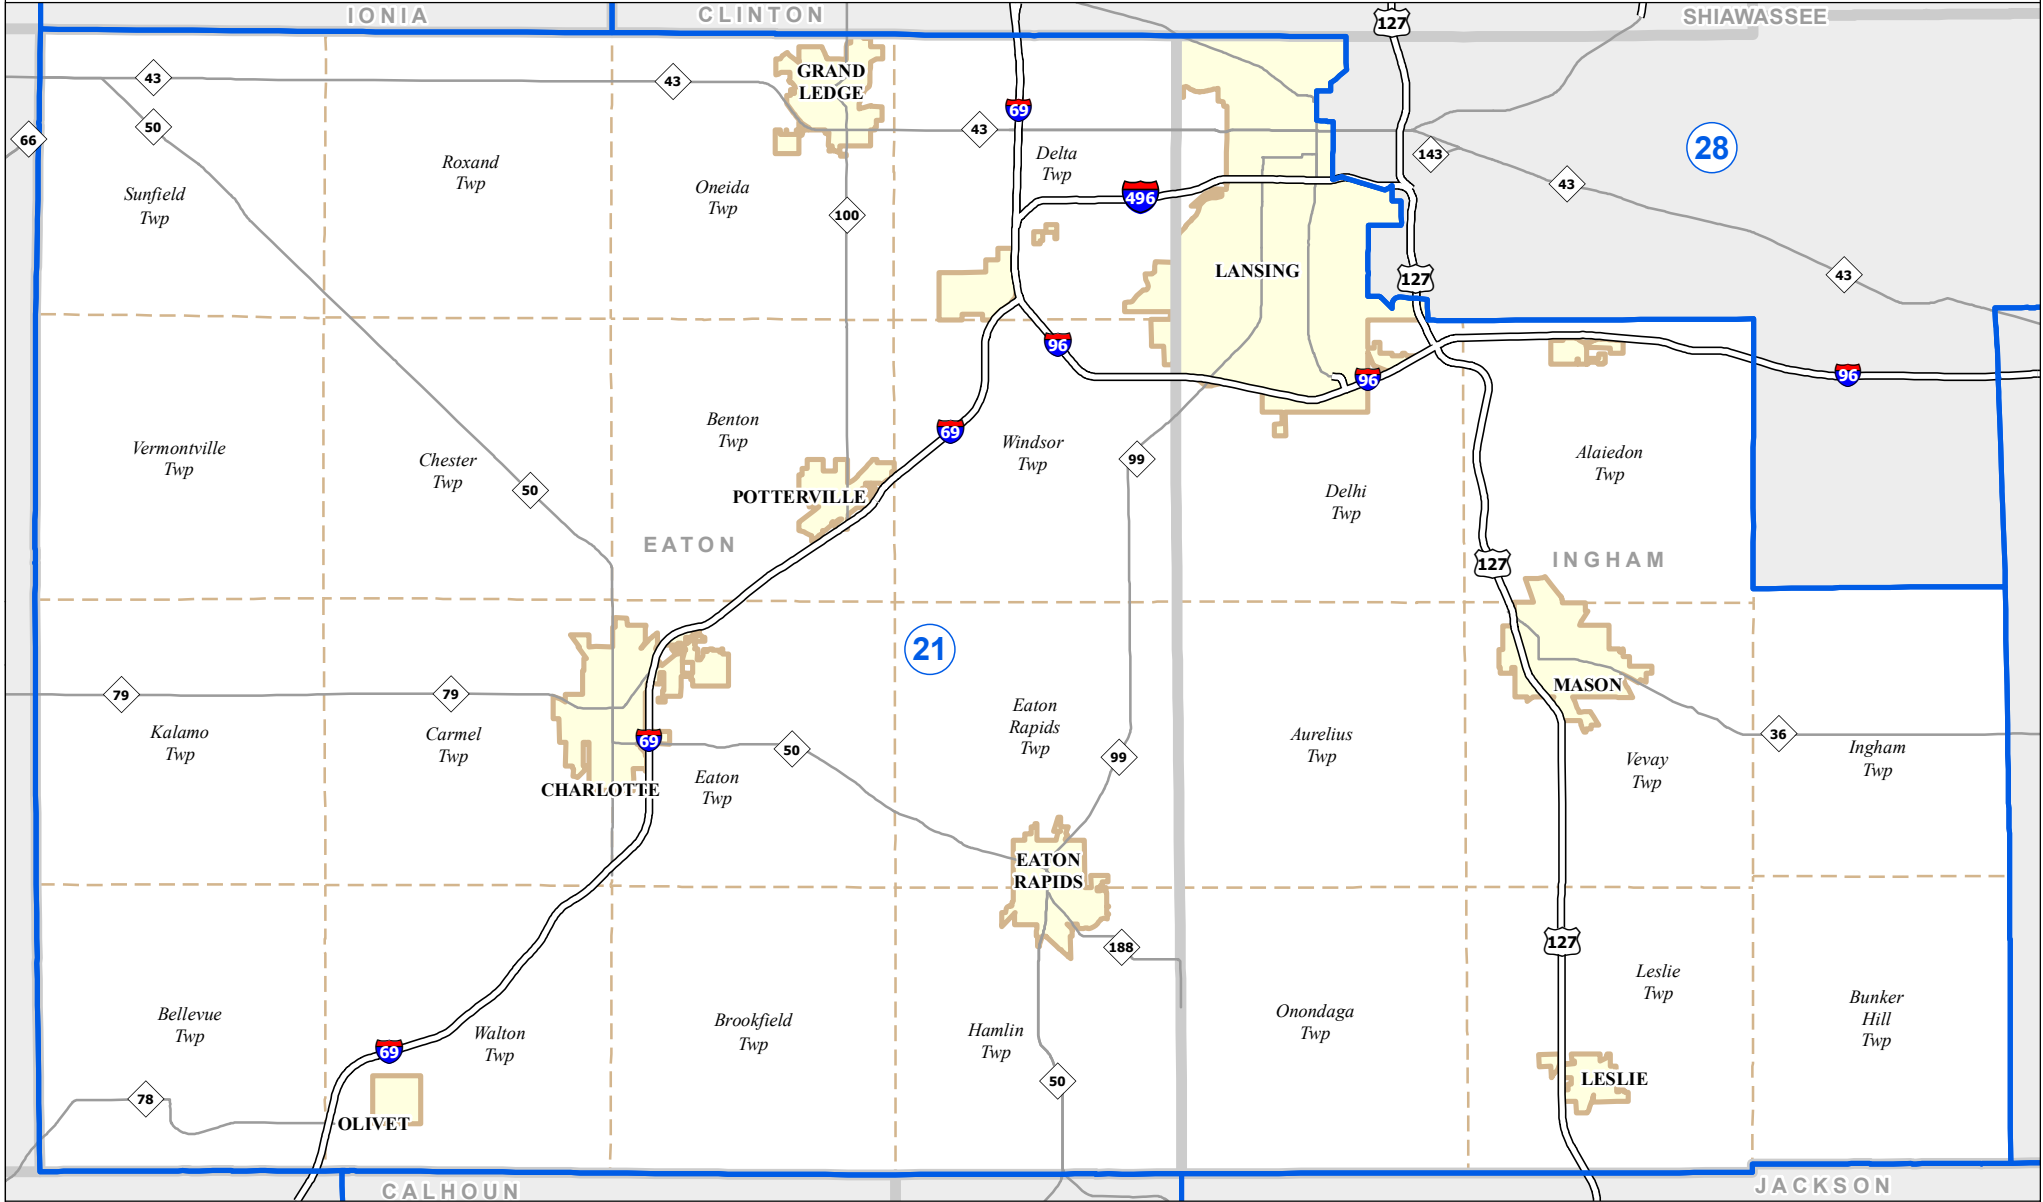 IONIA
CLINTON
127
SHIAWASSEE
43
43
GRAND
LEDGE
69
50
66
43
143
28
Roxand
Twp
Delta
Twp
Sunfield
Twp
Oneida
Twp
496
43
100
LANSING
127
43
96
96
96
Benton
Twp
69
Windsor
Twp
99
Vermontville
Twp
Chester
Twp
50
POTTERVILLE
Alaiedon
Twp
Delhi
Twp
EATON
127
INGHAM
21
79
79
MASON
Kalamo
Twp
Carmel
Twp
69
50
Eaton
Rapids
Twp
99
Aurelius
Twp
36
Vevay
Twp
Ingham
Twp
CHARLOTTE
Eaton
Twp
EATON
RAPIDS
188
127
Leslie
Twp
Bellevue
Twp
Walton
Twp
Brookfield
Twp
Hamlin
Twp
Onondaga
Twp
Bunker
Hill
Twp
69
50
LESLIE
78
OLIVET
CALHOUN
JACKSON